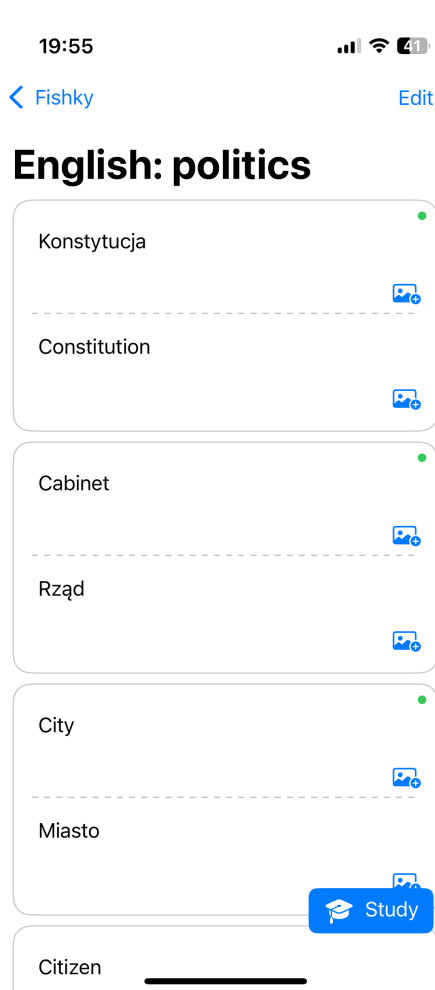 19:55
41
Fishky
Edit
English: politics
Konstytucja
Constitution
Cabinet
Rząd
City
Miasto
Study
Citizen